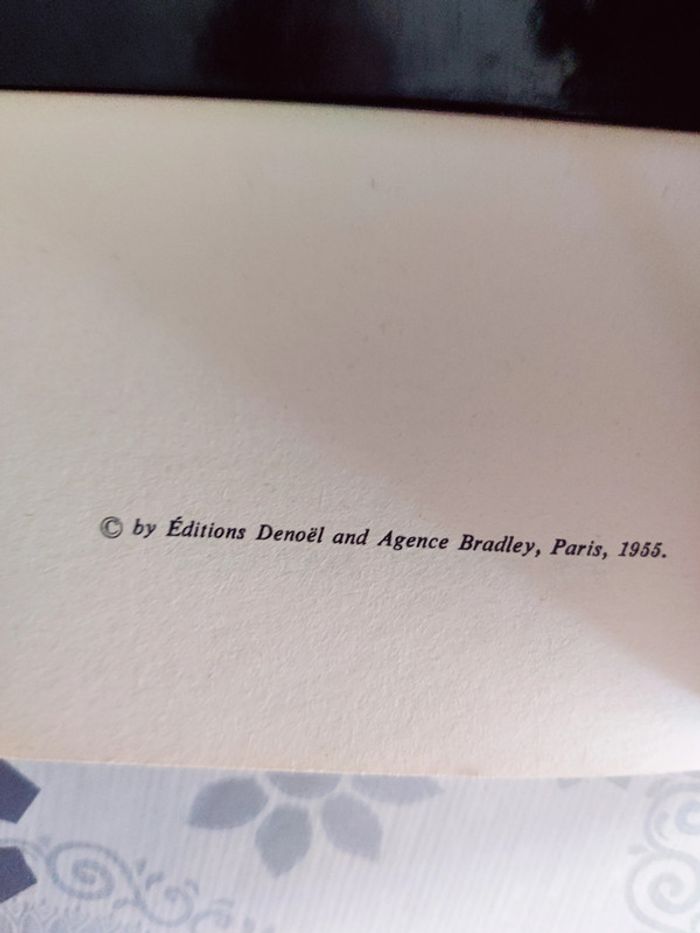 © by Éditions Denoël and Agence Bradley, Paris, 1955.